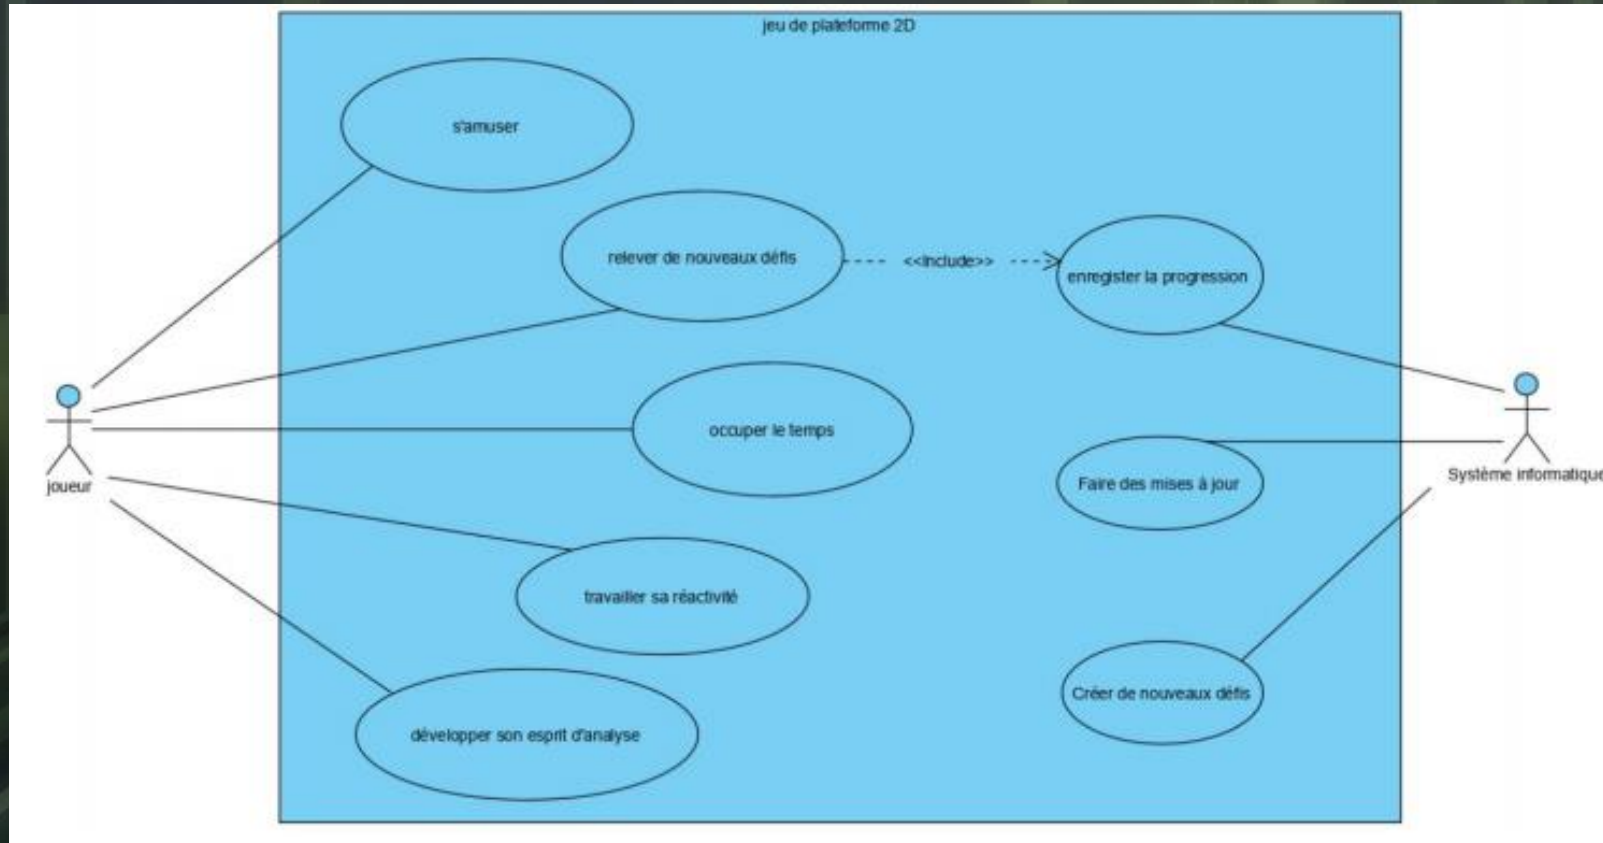 jeu de plateforme 2D
s'amuser
relever de nouveaux défis
<<Include>>
enregister la progression
occuper le temps
Faire des mises à jour
joueur
Système informatique
travailler sa réactivité
Créer de nouveaux défis
développer son esprit d'analyse